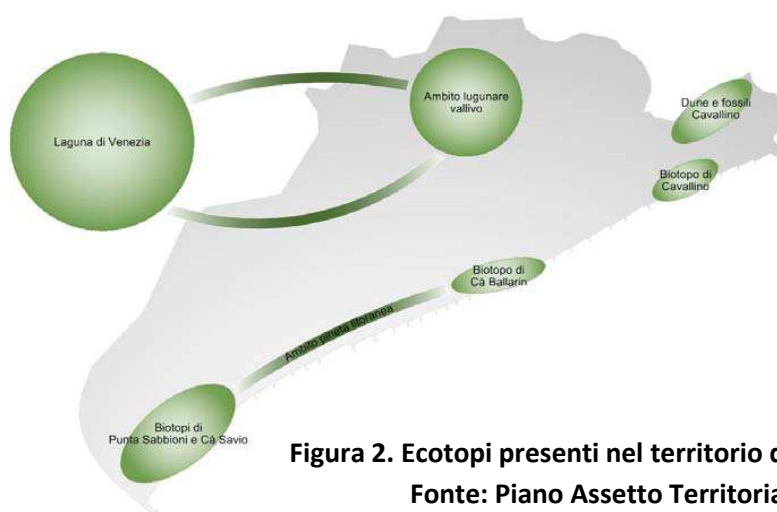 Laguna di Venezia
Ambito lugunare
vallivo
Dune e fossili
Cavallino
Biotopo di
Cavallino
Biotopo di
Cà Ballarin
Ambito pineta litoranea
Biotopi di
Punta Sabbioni e Cà Savio
Figura 2. Ecotopi presenti nel territorio
Fonte: Piano Assetto